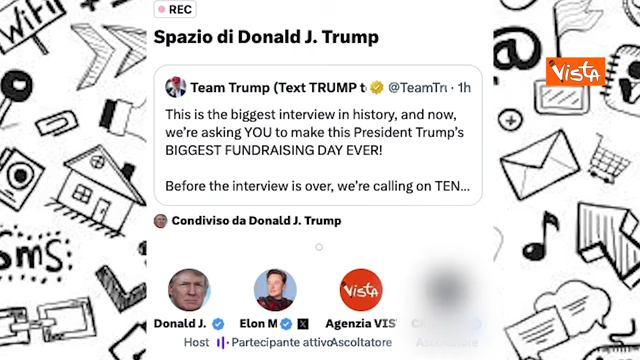 REC
Spazio di Donald J. Trump
Team Trump (Text TRUMP t @TeamTru · 1h
This is the biggest interview in history, and now,
we're asking YOU to make this President Trump's
BIGGEST FUNDRAISING DAY EVER!
Before the interview is over, we're calling on TEN...
Condiviso da Donald J. Trump
Donald J. Elon M Agenzia VIS
Host Partecipante attivo Ascoltatore Ascoltatore
VISTA
VISTA
WiFi
SMS
@